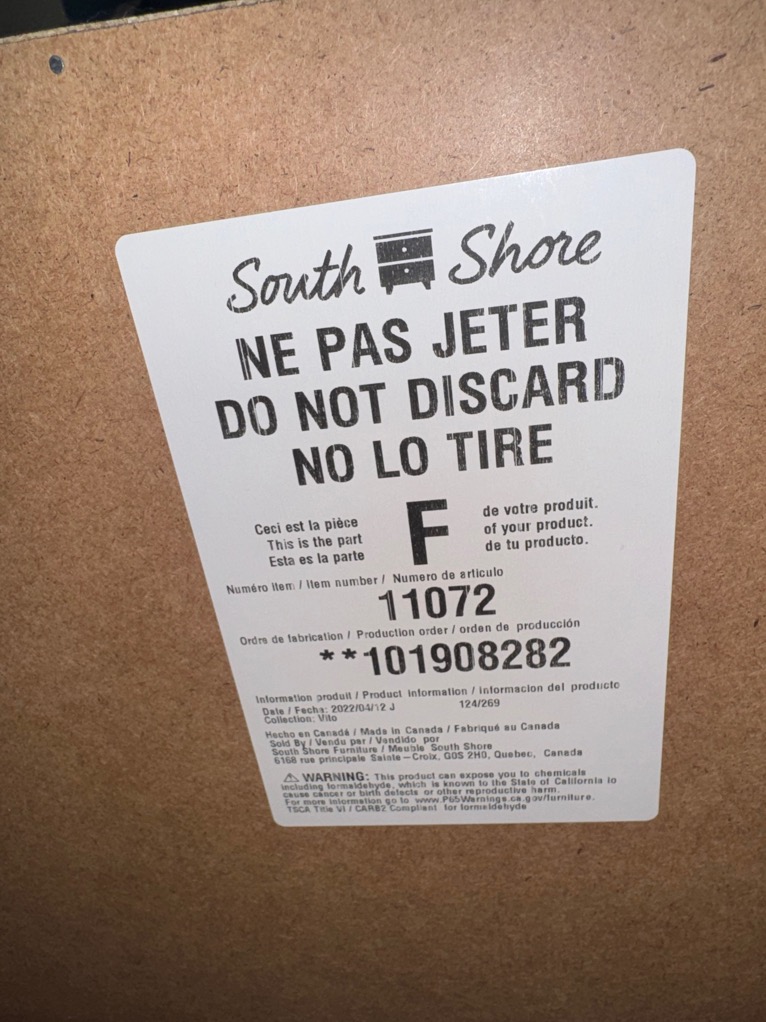 South Shore
NE PAS JETER
DO NOT DISCARD
NO LO TIRE
Ceci est la pièce
This is the part
Esta es la parte
F
de votre produit.
of your product.
de tu producto.
Numéro item / Item number / Numero de articulo
11072
Ordre de fabrication / Production order / orden de producción
**101908282
Information produit / Product information / informacion del producto
Date / Fecha: 2022/04/12 J 124/269
Collection: Vito
Hecho en Canadá / Made in Canada / Fabriqué au Canada
Sold By / Vendu par / Vendido por
South Shore Furniture / Meuble South Shore
6168 rue principale Sainte-Croix, G0S 2H0, Quebec, Canada
⚠ WARNING: This product can expose you to chemicals
including formaldehyde, which is known to the State of California to
cause cancer or birth defects or other reproductive harm.
For more information go to www.P65Warnings.ca.gov/furniture.
TSCA Title VI / CARB2 Compliant for formaldehyde